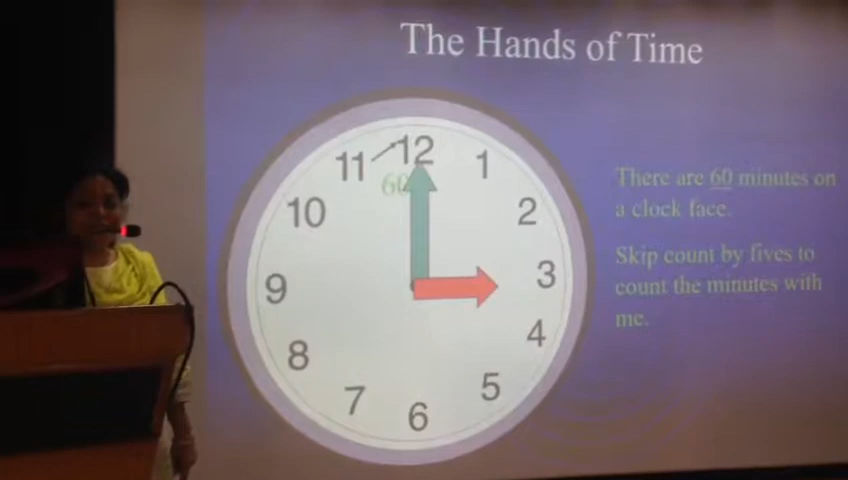 The Hands of Time
11
12
1
60
10
2
9
3
8
4
7
5
6
There are 60 minutes on
a clock face.
Skip count by fives to
count the minutes with
me.